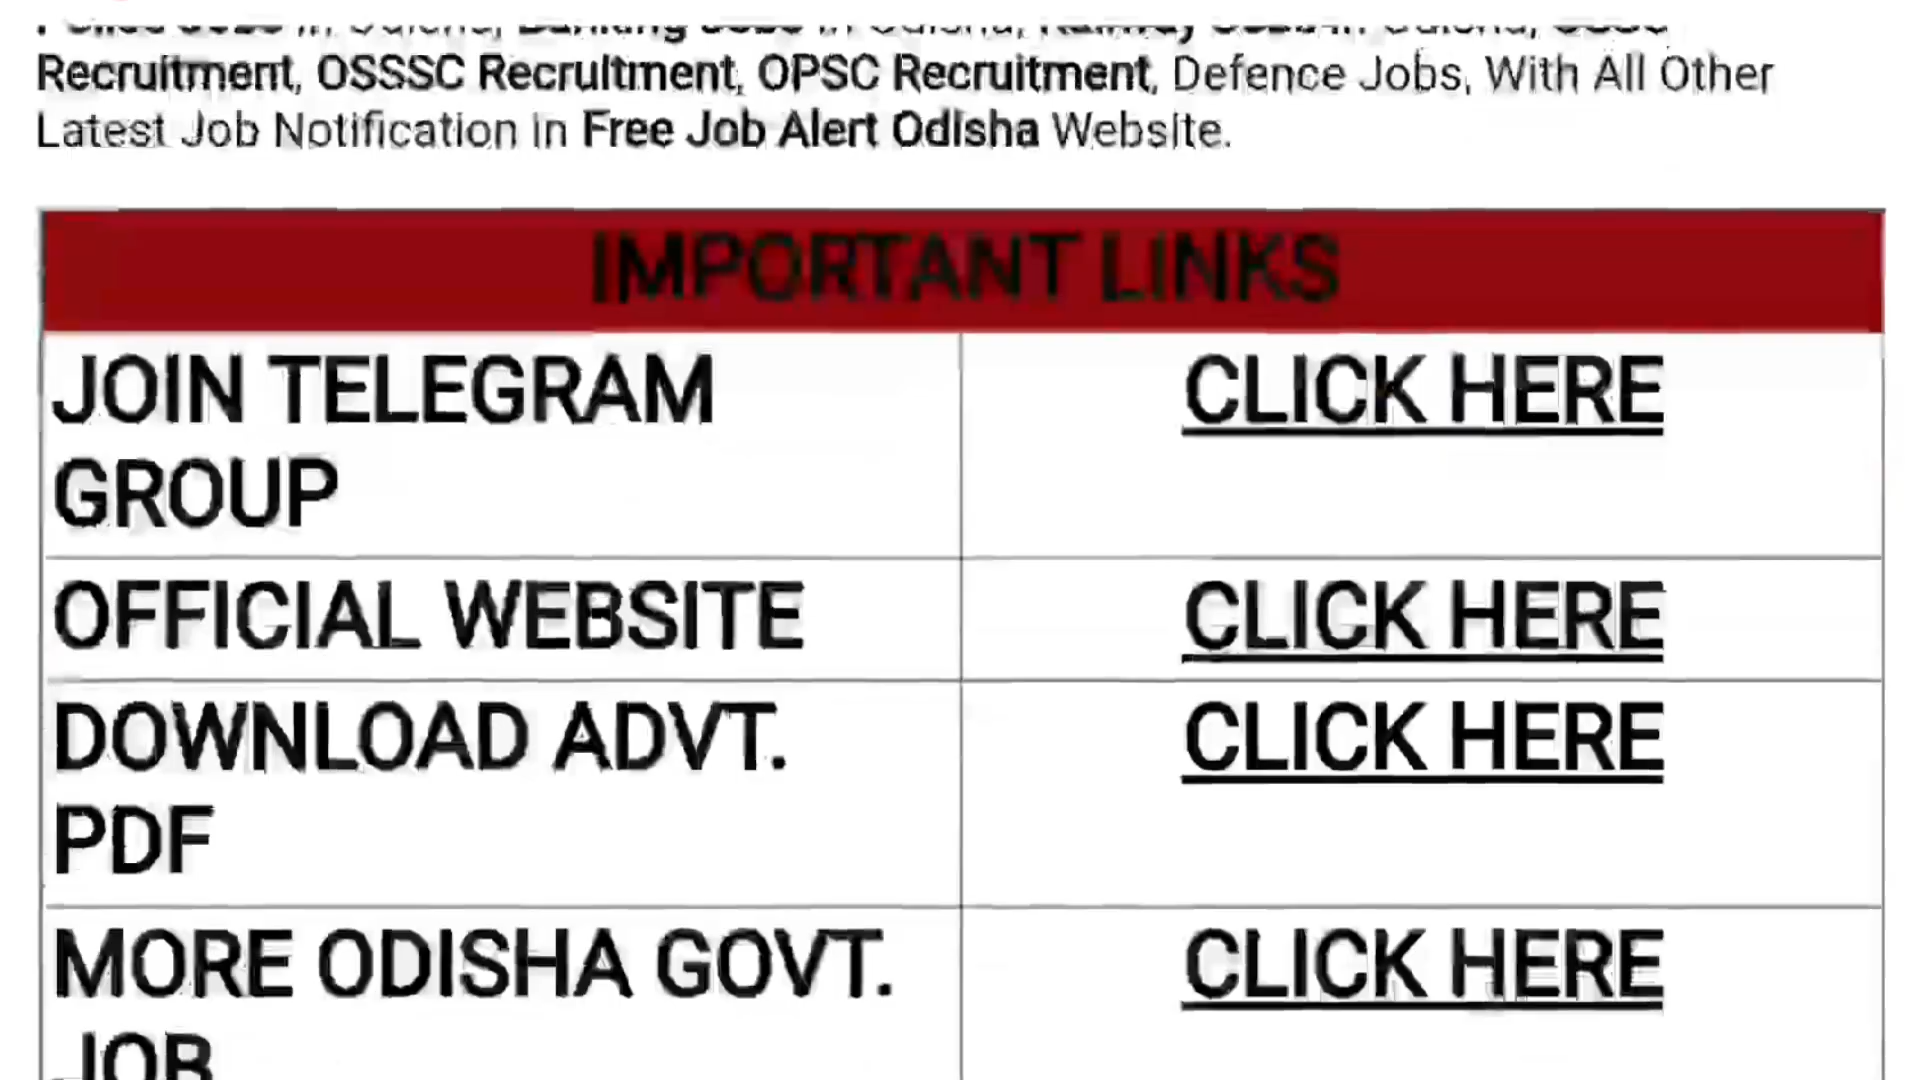 Recruitment, OSSSC Recruitment, OPSC Recruitment, Defence Jobs, With All Other
Latest Job Notification in Free Job Alert Odisha Website.
IMPORTANT LINKS
JOIN TELEGRAM CLICK HERE
GROUP
OFFICIAL WEBSITE CLICK HERE
DOWNLOAD ADVT. CLICK HERE
PDF
MORE ODISHA GOVT. CLICK HERE
JOB